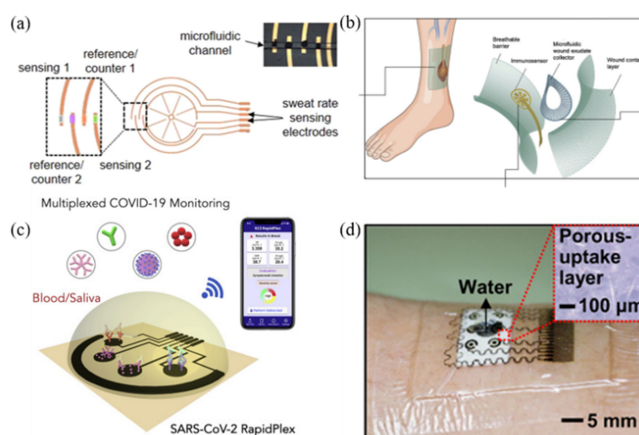 (a)
reference/
counter 1
sensing 1
microfluidic
channel
sweat rate
sensing
electrodes
reference/
counter 2
sensing 2
(b)
Breathable
barrier
Immunosensor
Microfluidic
wound exudate
collector
Wound conta
layer
Multiplexed COVID-19 Monitoring
(c)
Blood/Saliva
SARS-CoV-2 RapidPlex
(d)
Water
Porous-
uptake
layer
100 μm
5 mm